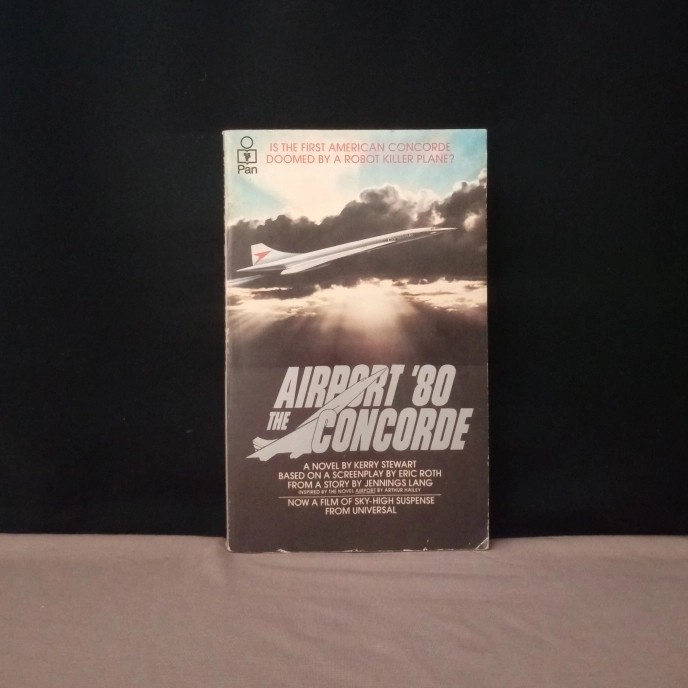 IS THE FIRST AMERICAN CONCORDE
DOOMED BY A ROBOT KILLER PLANE?
Pan
AIRPORT '80
THE CONCORDE
A NOVEL BY KERRY STEWART
BASED ON A SCREENPLAY BY ERIC ROTH
FROM A STORY BY JENNINGS LANG
INSPIRED BY THE NOVEL AIRPORT BY ARTHUR HAILEY
NOW A FILM OF SKY-HIGH SUSPENSE
FROM UNIVERSAL